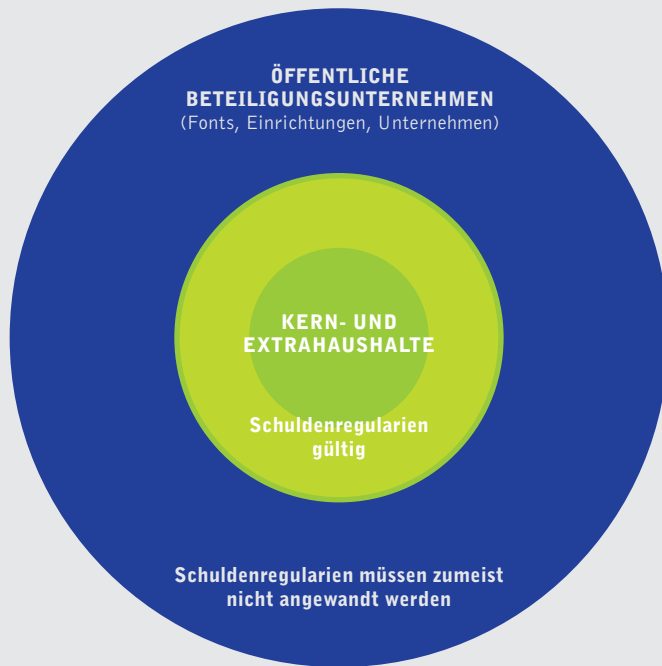 ÖFFENTLICHE
BETEILIGUNGSUNTERNEHMEN
(Fonts, Einrichtungen, Unternehmen)
KERN- UND
EXTRAHAUSHALTE
Schuldenregularien
gültig
Schuldenregularien müssen zumeist
nicht angewandt werden